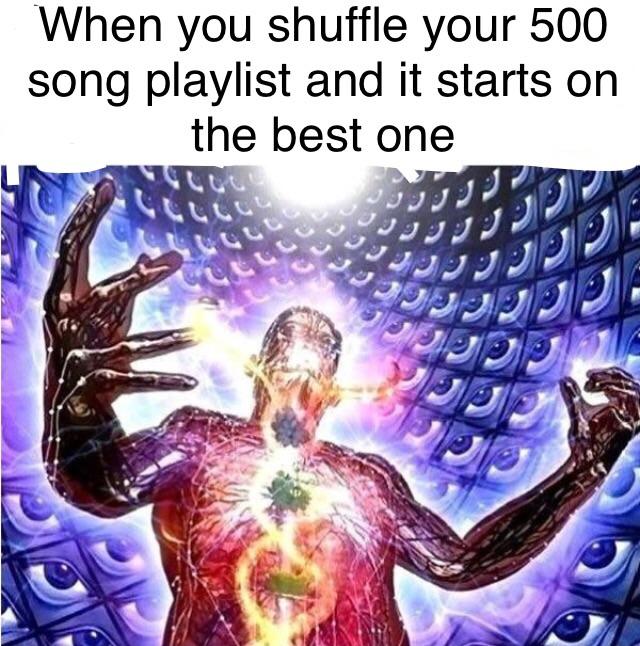 When you shuffle your 500
song playlist and it starts on
the best one